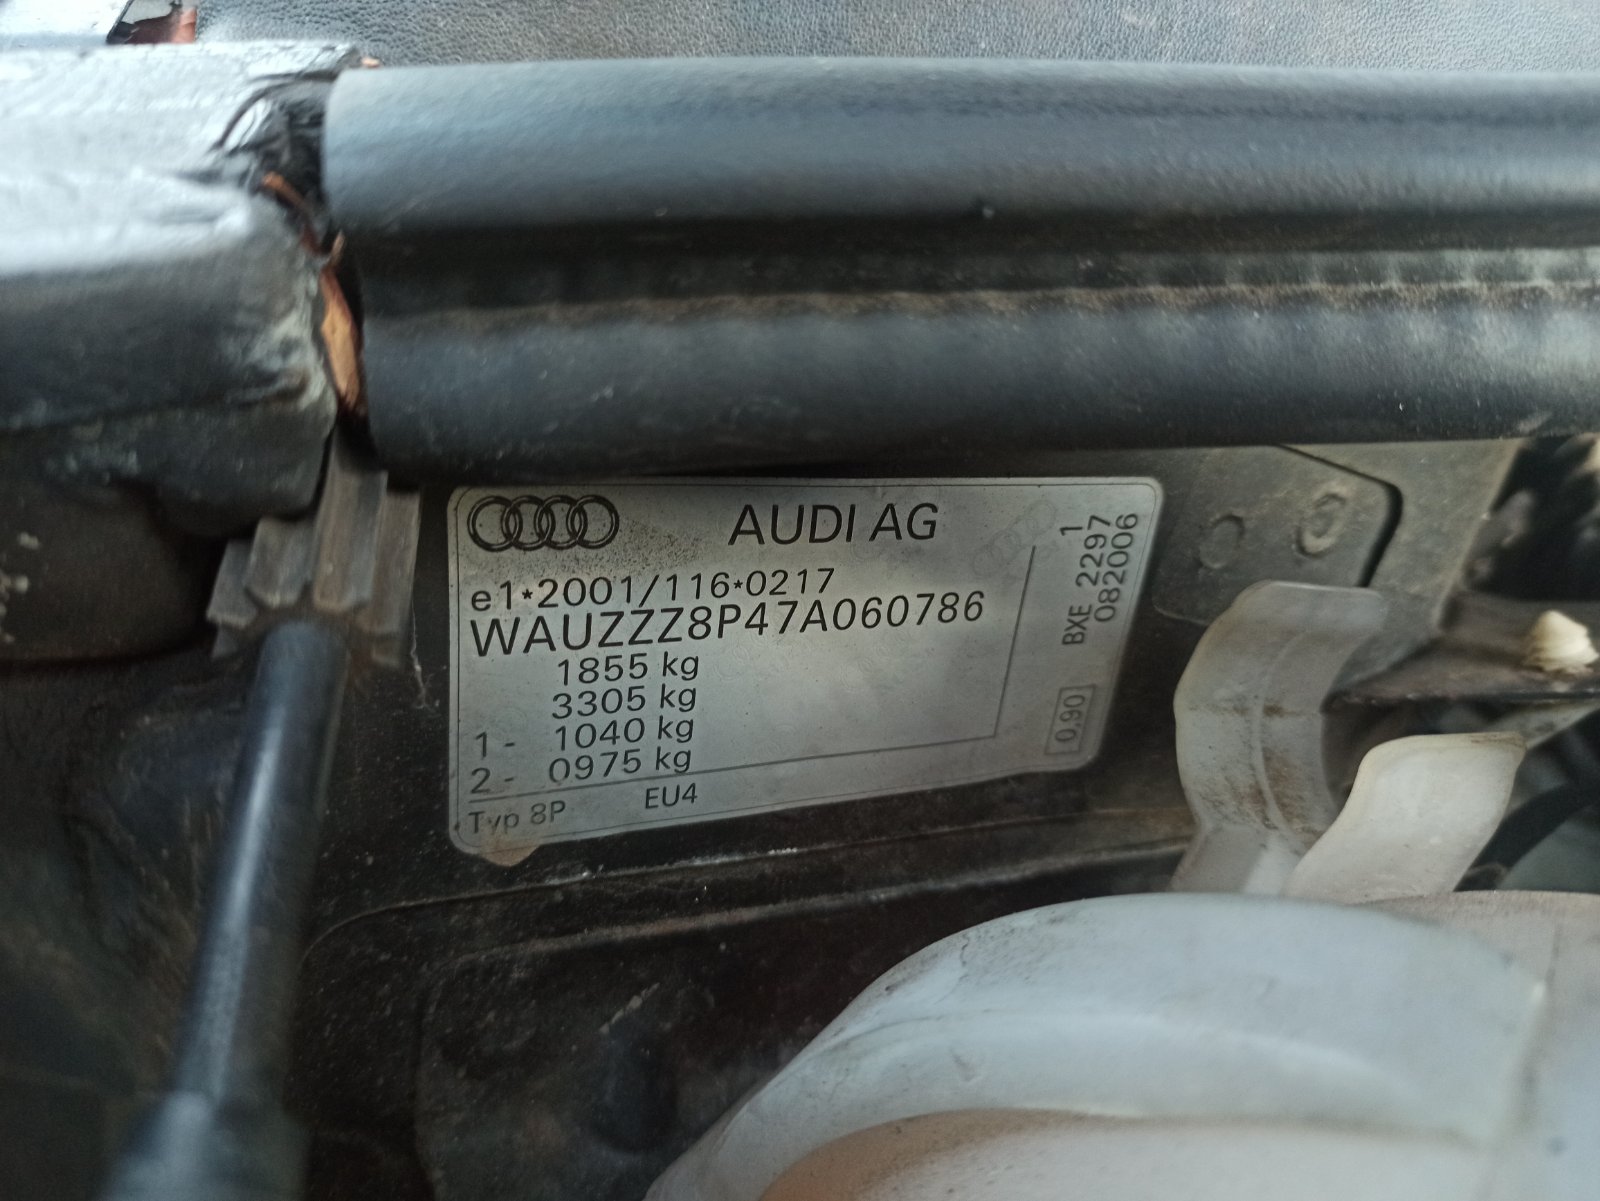 AUDI AG
e1*2001/116*0217
WAUZZZ8P47A060786
1855 kg
3305 kg
1 - 1040 kg
2 - 0975 kg
Typ 8P EU4
1
BXE 2297
082006
0,90